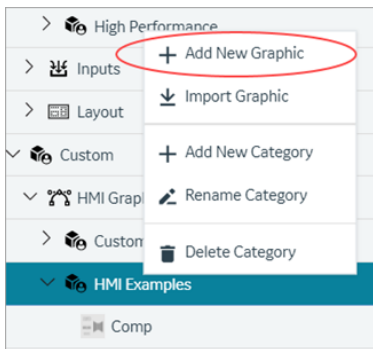 High Performance
Add New Graphic
Inputs
Import Graphic
Layout
Custom
Add New Category
HMI Grap
Rename Category
Custom
Delete Category
HMI Examples
Comp